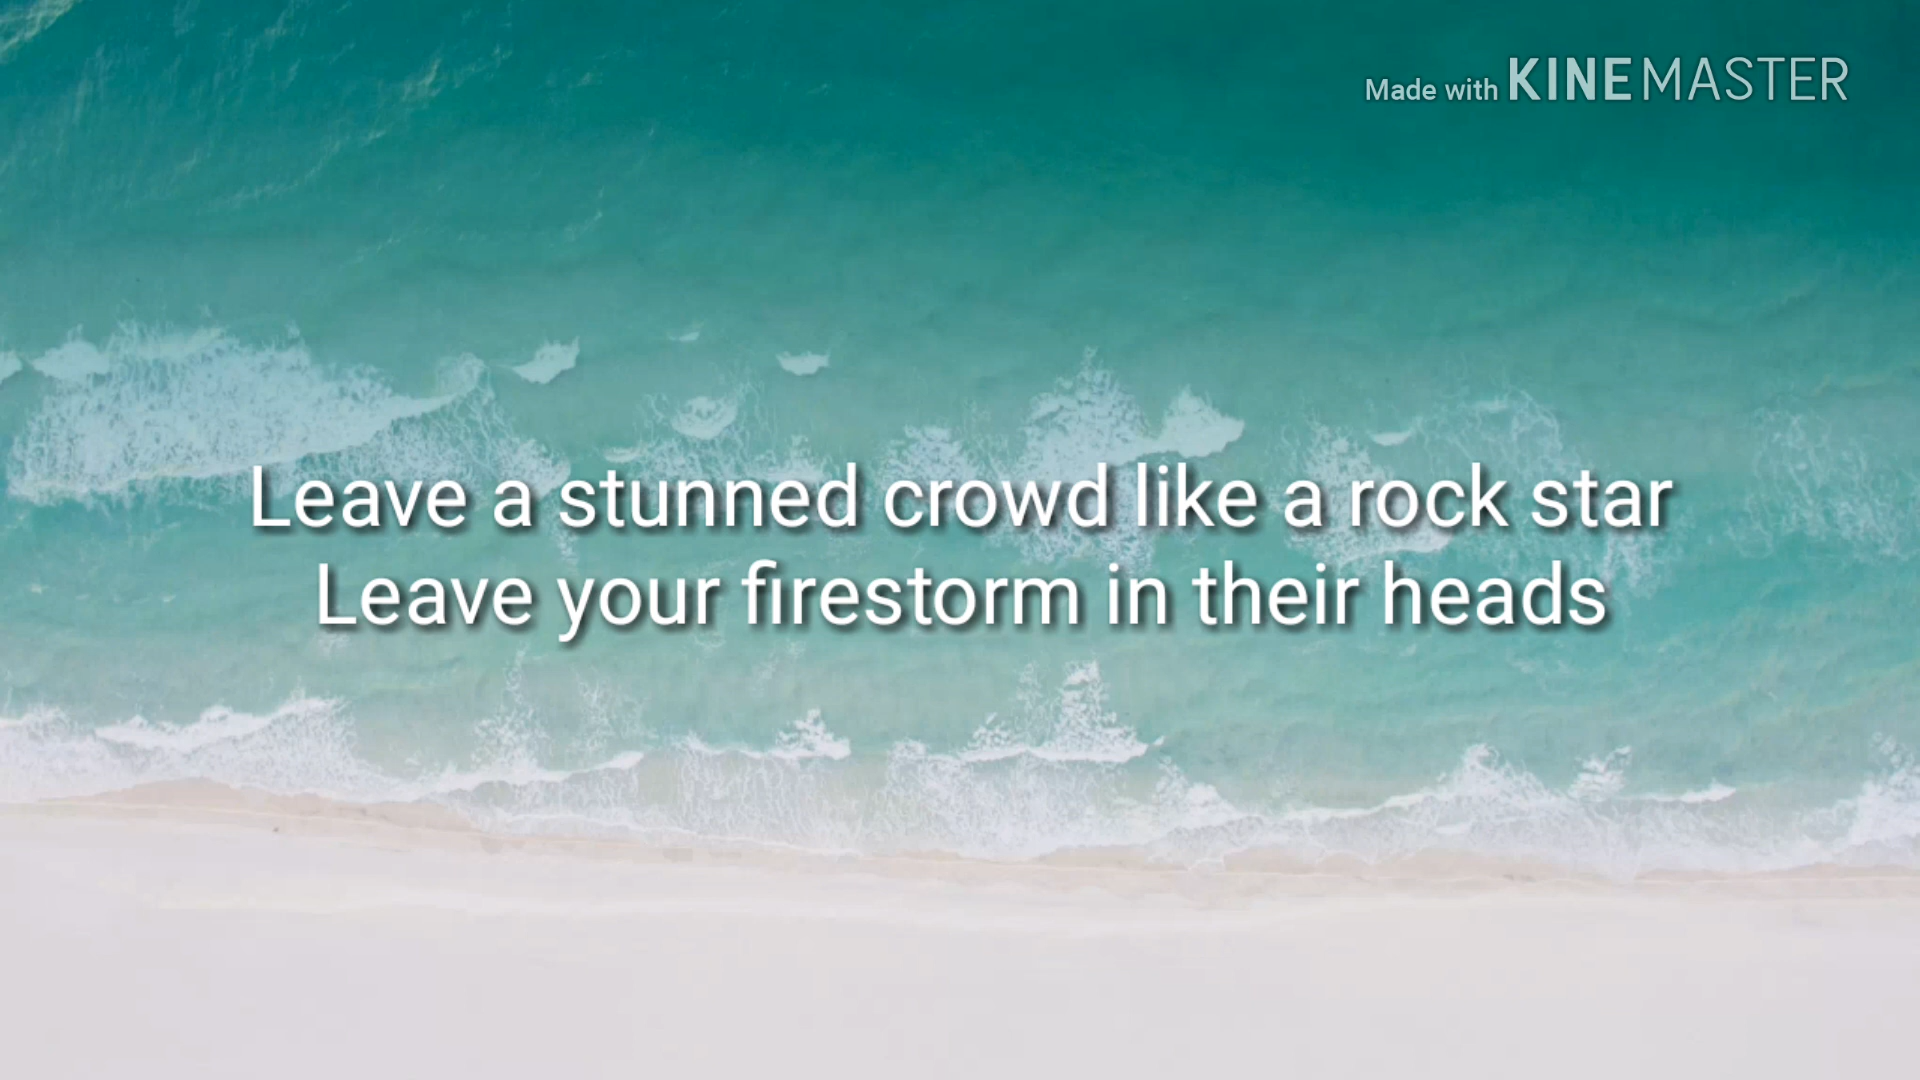 Made with KINEMASTER
Leave a stunned crowd like a rock star
Leave your firestorm in their heads